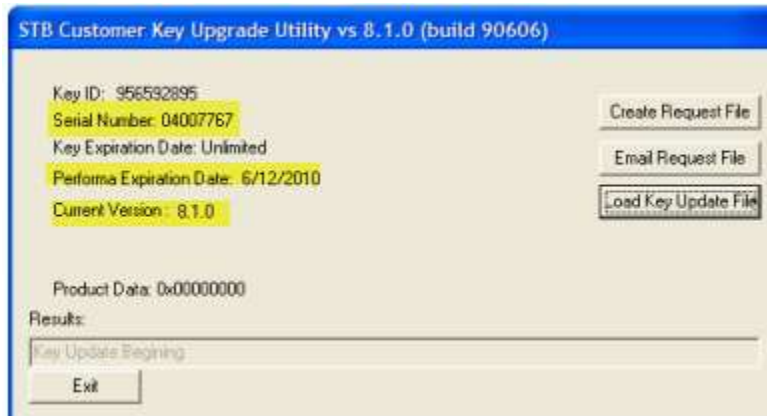 STB Customer Key Upgrade Utility vs 8.1.0 (build 90606)
Key ID: 956592895
Serial Number: 04007767
Key Expiration Date: Unlimited
Performa Expiration Date: 6/12/2010
Current Version : 8.1.0
Create Request File
Email Request File
Load Key Update File
Product Data: 0x00000000
Results:
Key Update Begining
Exit